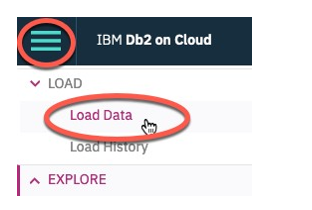 IBM Db2 on Cloud
LOAD
Load Data
Load History
EXPLORE